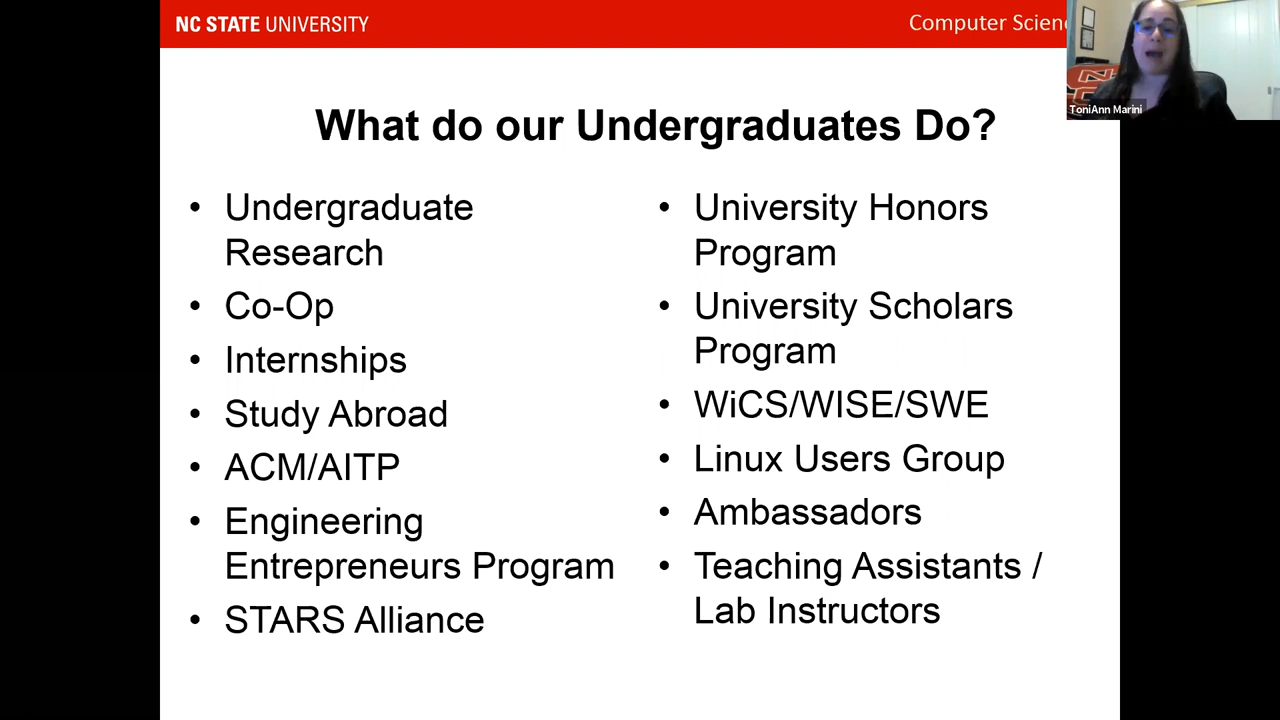 NC STATE UNIVERSITY
Computer Scienc
ToniAnn Marini
What do our Undergraduates Do?
• Undergraduate
Research
• Co-Op
• Internships
• Study Abroad
• ACM/AITP
• Engineering
Entrepreneurs Program
• STARS Alliance
• University Honors
Program
• University Scholars
Program
• WiCS/WISE/SWE
• Linux Users Group
• Ambassadors
• Teaching Assistants /
Lab Instructors